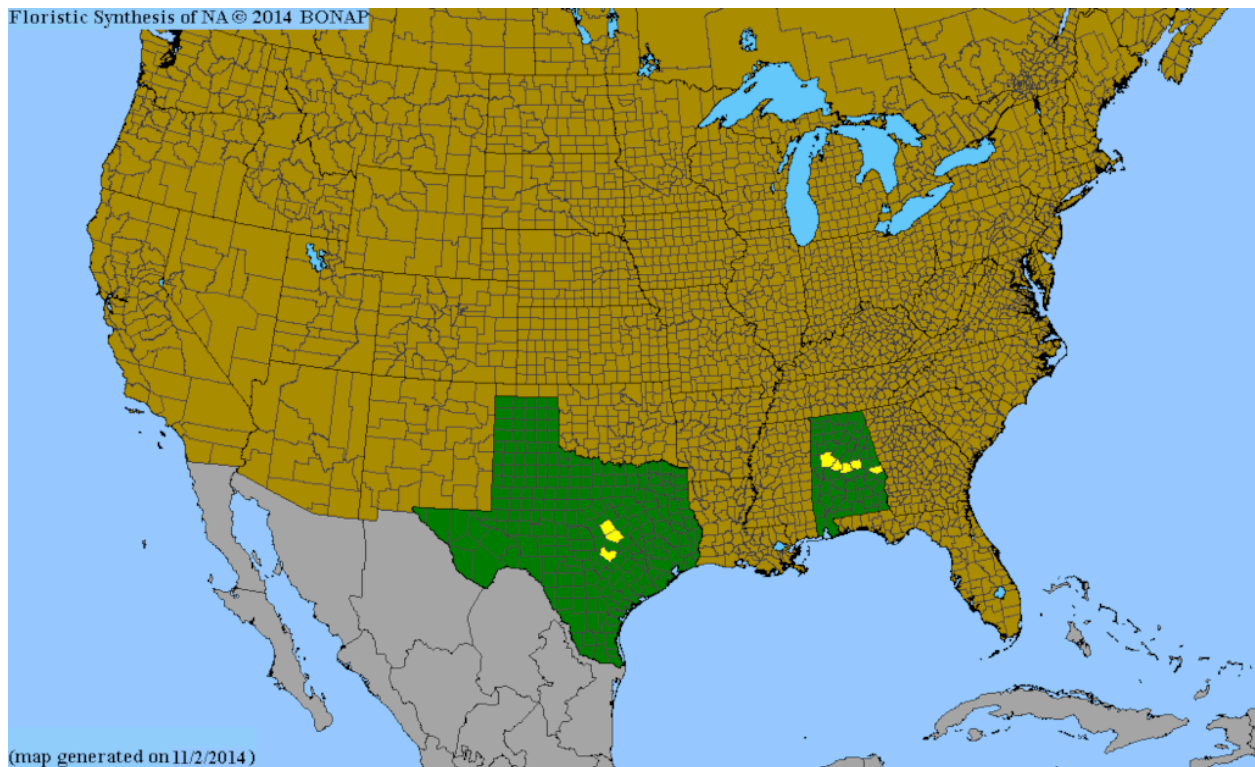 Floristic Synthesis of NA © 2014 BONAP
(map generated on 11/2/2014)